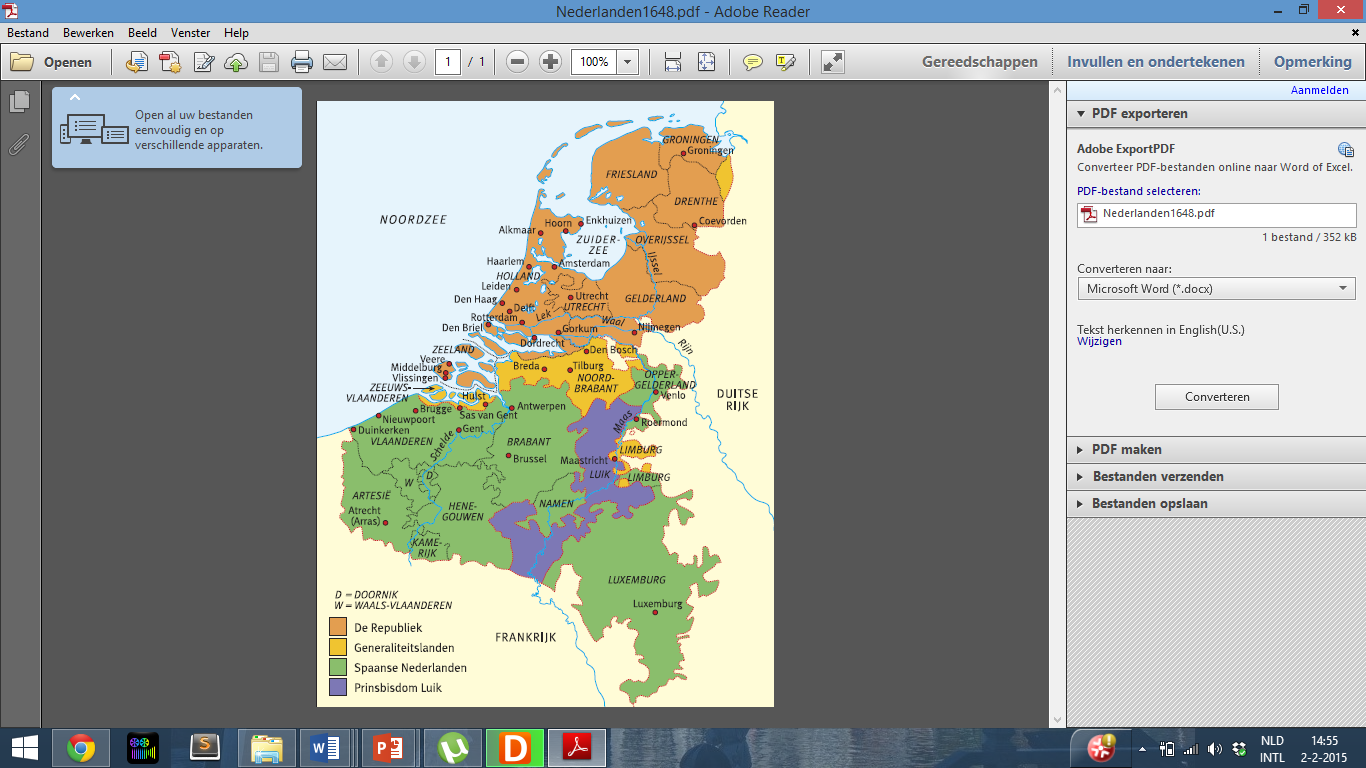 Nederlanden1648.pdf - Adobe Reader
Bestand Bewerken Beeld Venster Help
Openen
1 / 1
100%
Gereedschappen
Invullen en ondertekenen
Opmerking
Open al uw bestanden
eenvoudig en op
verschillende apparaten.
NOORDZEE
GRONINGEN
Groningen
FRIESLAND
DRENTHE
Coevorden
Enkhuizen
Hoorn
Alkmaar
ZUIDER-
ZEE
OVERIJSSEL
IJssel
Haarlem
Amsterdam
HOLLAND
Leiden
Utrecht
UTRECHT
GELDERLAND
Den Haag
Delft
Lek
Rotterdam
Waal
Den Briel
Gorkum
Nijmegen
Dordrecht
Rijn
ZEELAND
Den Bosch
Veere
Middelburg
Vlissingen
Breda
Tilburg
NOORD-
BRABANT
OPPER-
GELDERLAND
Venlo
ZEEUWS-
VLAANDEREN
Hulst
DUITSE
RIJK
Brugge
Sas van Gent
Antwerpen
Nieuwpoort
Duinkerken
Gent
Maas
Roermond
VLAANDEREN
Schelde
BRABANT
LIMBURG
Brussel
Maastricht
LUIK
LIMBURG
D
W
ARTESIË
HENE-
GOUWEN
NAMEN
Atrecht
(Arras)
KAME-
RIJK
LUXEMBURG
Luxemburg
D = DOORNIK
W = WAALS-VLAANDEREN
FRANKRIJK
De Republiek
Generaliteitslanden
Spaanse Nederlanden
Prinsbisdom Luik
Aanmelden
PDF exporteren
Adobe ExportPDF
Converteer PDF-bestanden online naar Word of Excel.
PDF-bestand selecteren:
Nederlanden1648.pdf
1 bestand / 352 kB
Converteren naar:
Microsoft Word (*.docx)
Tekst herkennen in English(U.S.)
Wijzigen
Converteren
PDF maken
Bestanden verzenden
Bestanden opslaan
NLD
INTL
14:55
2-2-2015